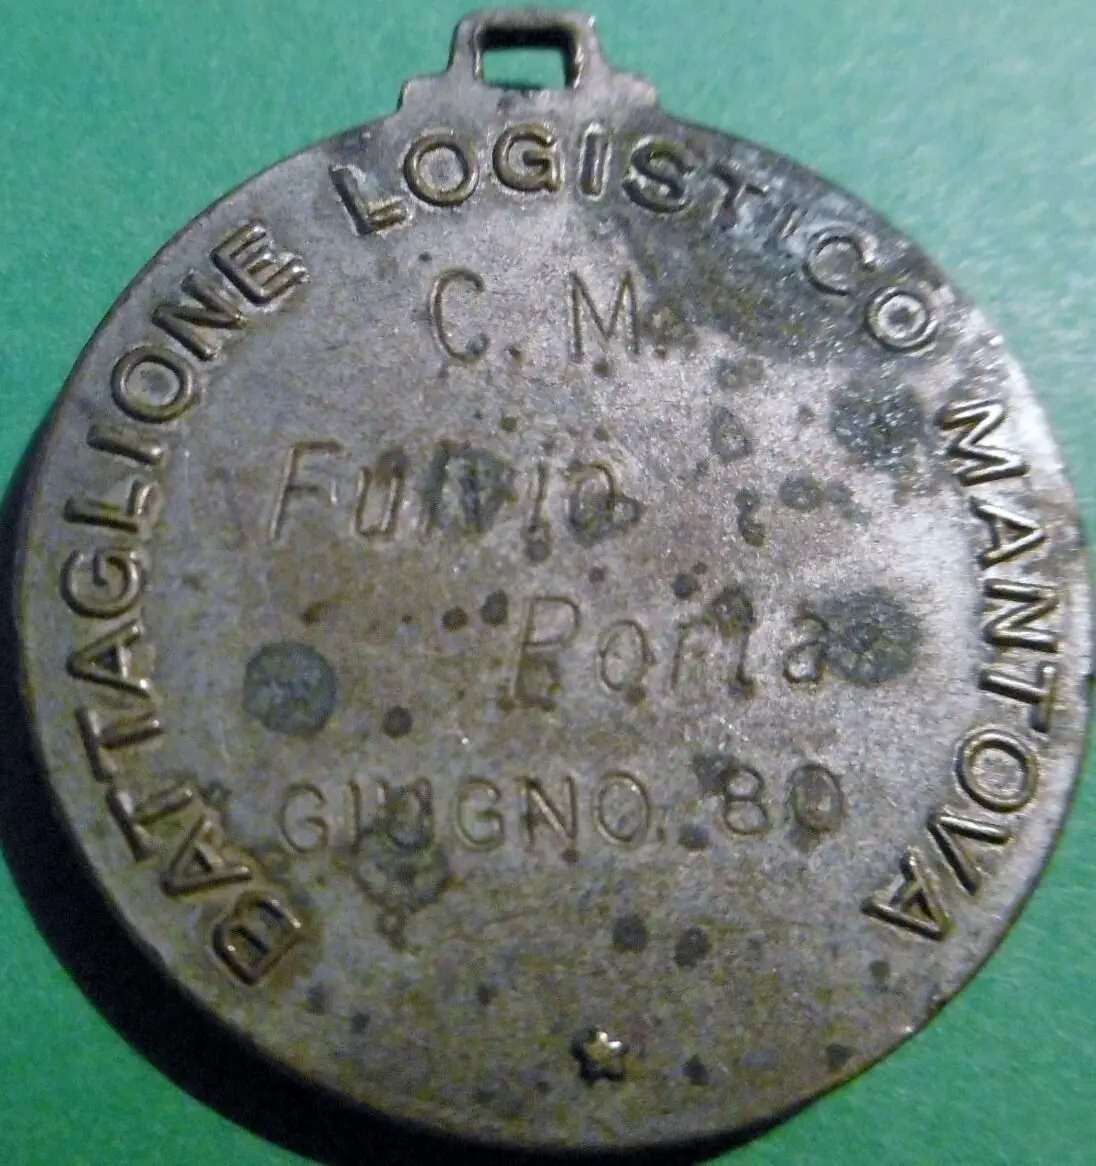 BATTAGLIONE LOGISTICO MANTOVA
C. M.
Fulvio
Porta
GIUGNO. 80